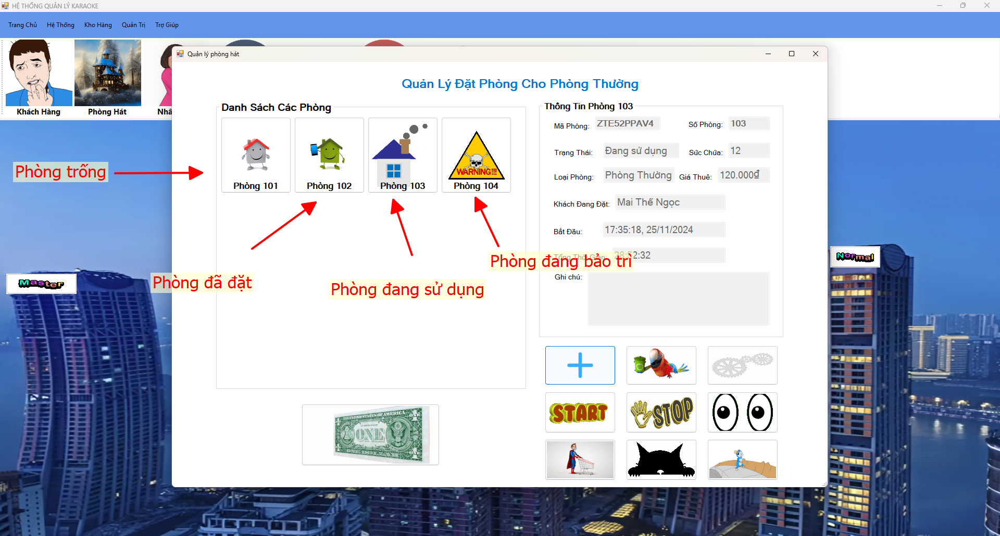 HỆ THỐNG QUẢN LÝ KARAOKE
Trang Chủ Hệ Thống Kho Hàng Quản Trị Trợ Giúp
Khách Hàng Phòng Hát Nhâ
Quản lý phòng hát
Quản Lý Đặt Phòng Cho Phòng Thường
Danh Sách Các Phòng
Phòng 101 Phòng 102 Phòng 103 Phòng 104
WARNING!!!
Phòng trống
Phòng đã đặt
Phòng đang sử dụng
Phòng đang bảo trì
Thông Tin Phòng 103
Mã Phòng: ZTE52PPAV4 Số Phòng: 103
Trạng Thái: Đang sử dụng Sức Chứa: 12
Loại Phòng: Phòng Thường Giá Thuê: 120.000₫
Khách Đang Đặt: Mai Thế Ngọc
Bắt Đầu: 17:35:18, 25/11/2024
Tổng Thời Gian: 28:52:32
Ghi chú:
Master
Normal
START STOP
THE UNITED STATES OF AMERICA
ONE
ONE DOLLAR